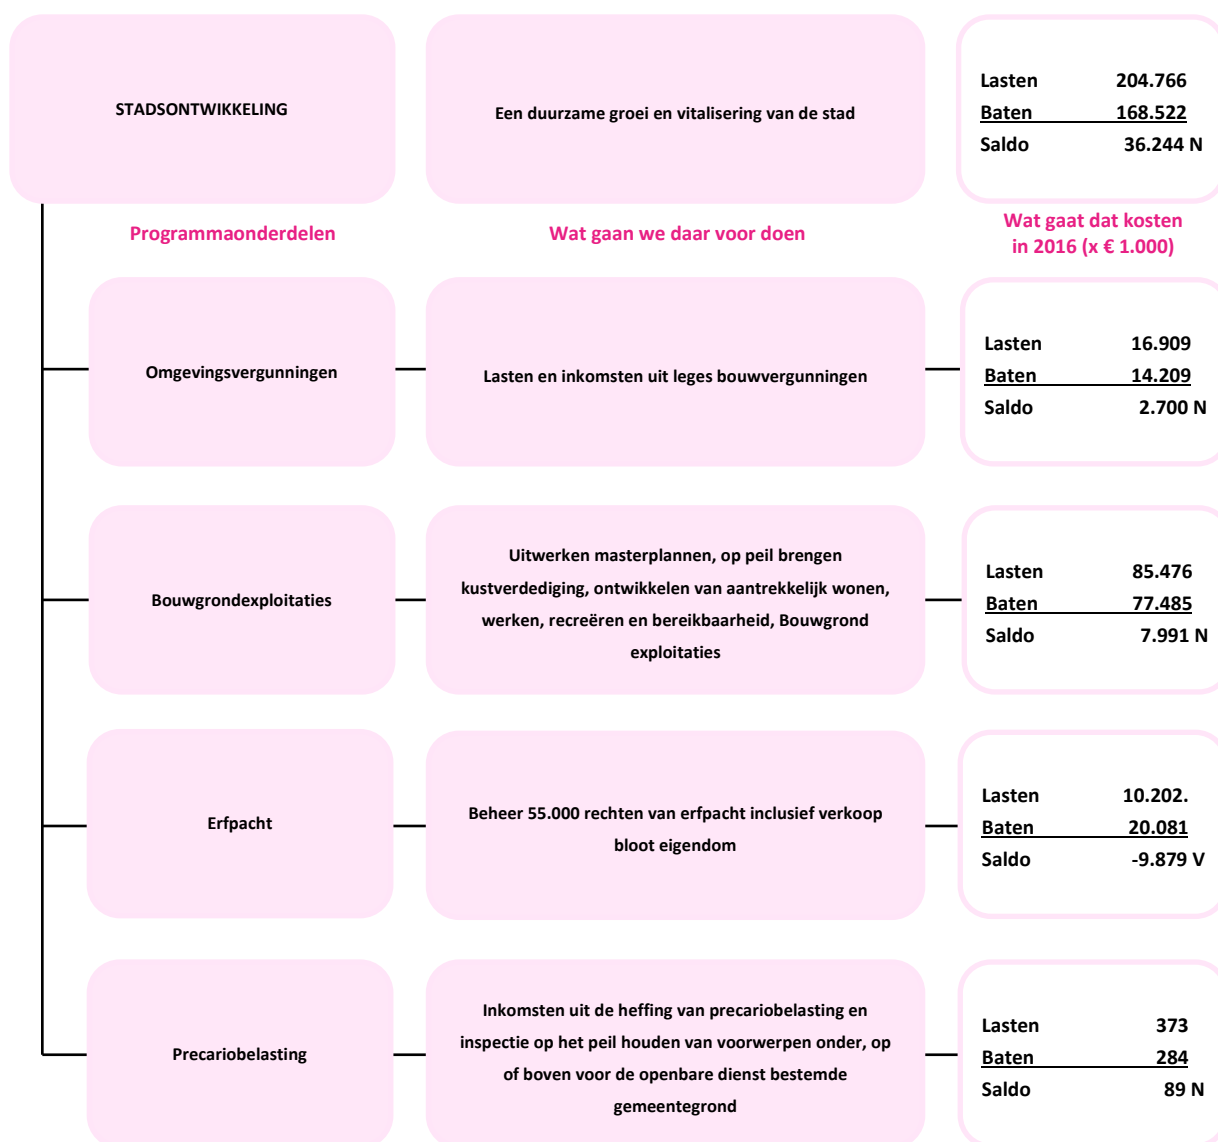 STADSONTWIKKELING
Een duurzame groei en vitalisering van de stad
Lasten 204.766
Baten 168.522
Saldo 36.244 N
Programmaonderdelen
Wat gaan we daar voor doen
Wat gaat dat kosten
in 2016 (x € 1.000)
Omgevingsvergunningen
Lasten en inkomsten uit leges bouwvergunningen
Lasten 16.909
Baten 14.209
Saldo 2.700 N
Bouwgrondexploitaties
Uitwerken masterplannen, op peil brengen
kustverdediging, ontwikkelen van aantrekkelijk wonen,
werken, recreëren en bereikbaarheid, Bouwgrond
exploitaties
Lasten 85.476
Baten 77.485
Saldo 7.991 N
Erfpacht
Beheer 55.000 rechten van erfpacht inclusief verkoop
bloot eigendom
Lasten 10.202.
Baten 20.081
Saldo -9.879 V
Precariobelasting
Inkomsten uit de heffing van precariobelasting en
inspectie op het peil houden van voorwerpen onder, op
of boven voor de openbare dienst bestemde
gemeentegrond
Lasten 373
Baten 284
Saldo 89 N